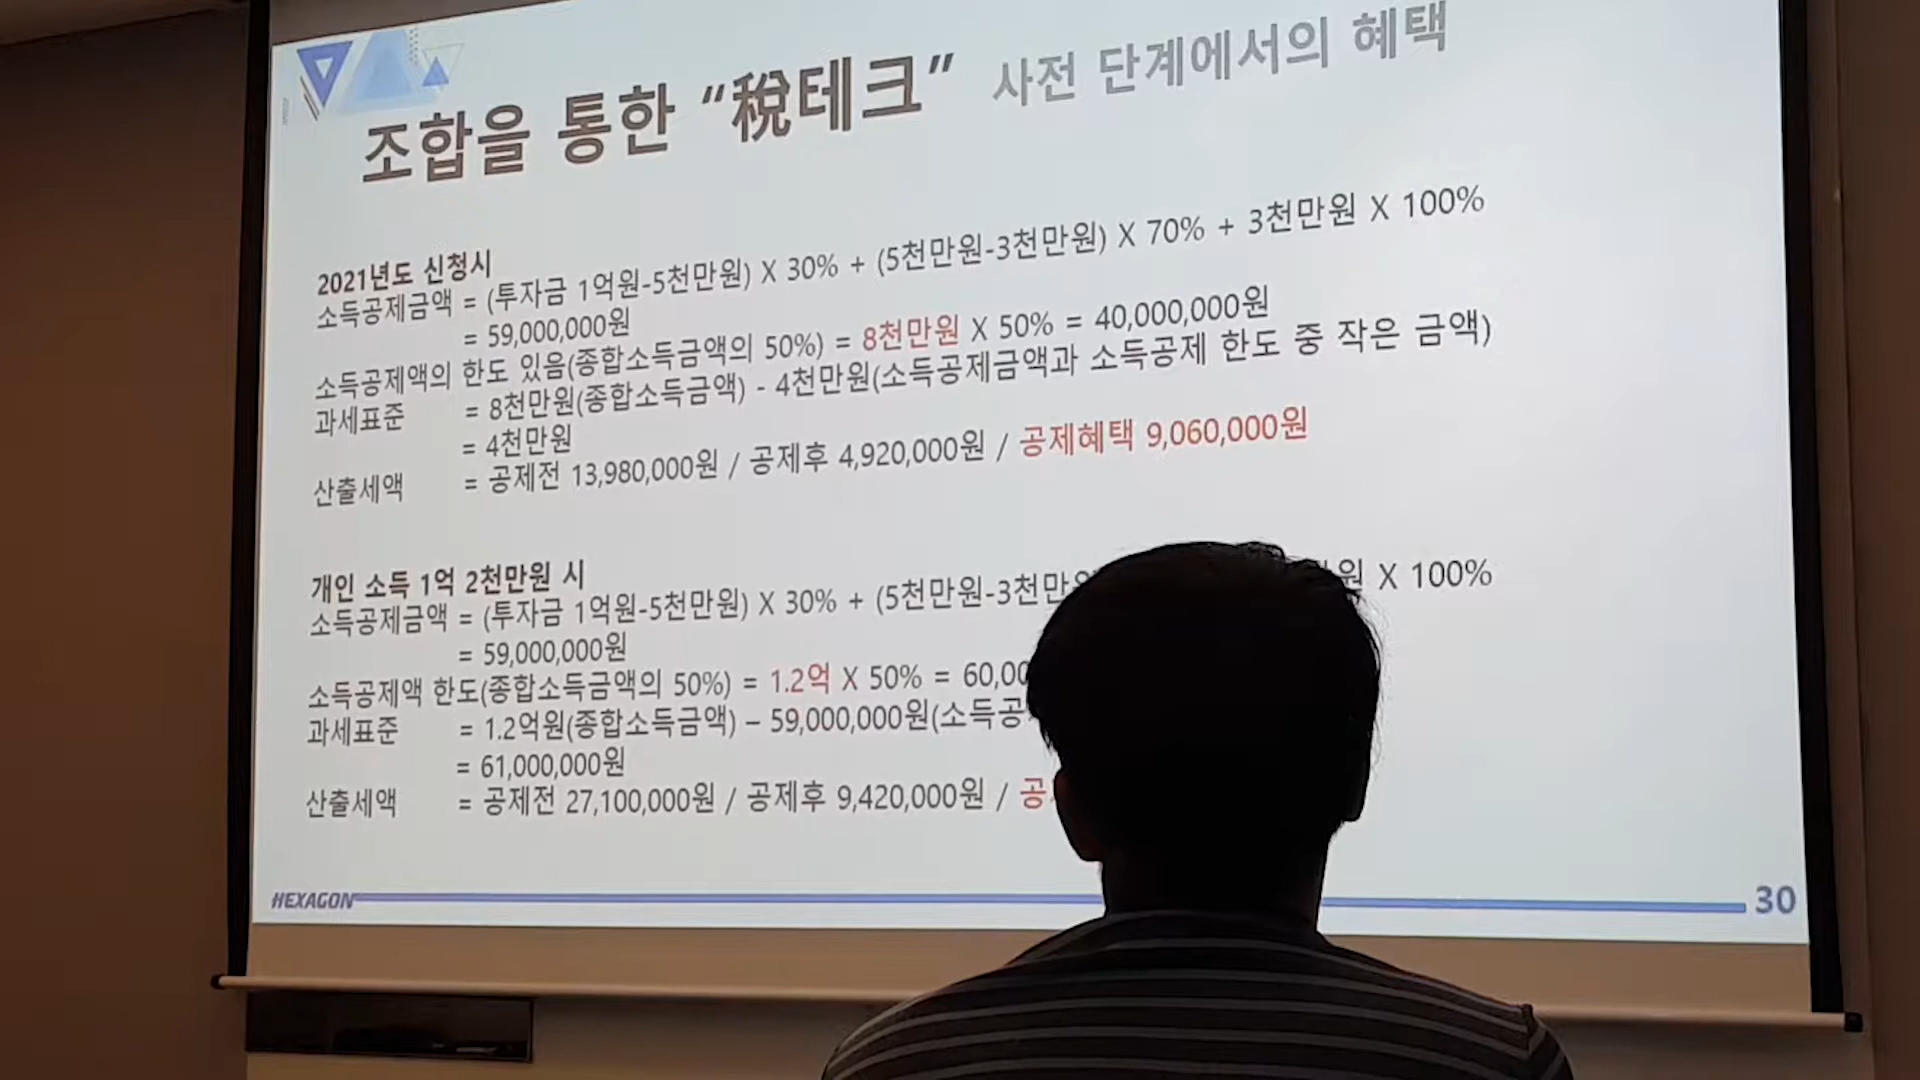 조합을 통한 “稅테크” 사전 단계에서의 혜택
2021년도 신청시
소득공제금액 = (투자금 1억원-5천만원) X 30% + (5천만원-3천만원) X 70% + 3천만원 X 100%
= 59,000,000원
소득공제액의 한도 있음(종합소득금액의 50%) = 8천만원 X 50% = 40,000,000원
과세표준 = 8천만원(종합소득금액) - 4천만원(소득공제금액과 소득공제 한도 중 작은 금액)
= 4천만원
산출세액 = 공제전 13,980,000원 / 공제후 4,920,000원 / 공제혜택 9,060,000원
개인 소득 1억 2천만원 시
소득공제금액 = (투자금 1억원-5천만원) X 30% + (5천만원-3천만 원 X 100%
= 59,000,000원
소득공제액 한도(종합소득금액의 50%) = 1.2억 X 50% = 60,00
과세표준 = 1.2억원(종합소득금액) – 59,000,000원(소득공
= 61,000,000원
산출세액 = 공제전 27,100,000원 / 공제후 9,420,000원 / 공
HEXAGON 30